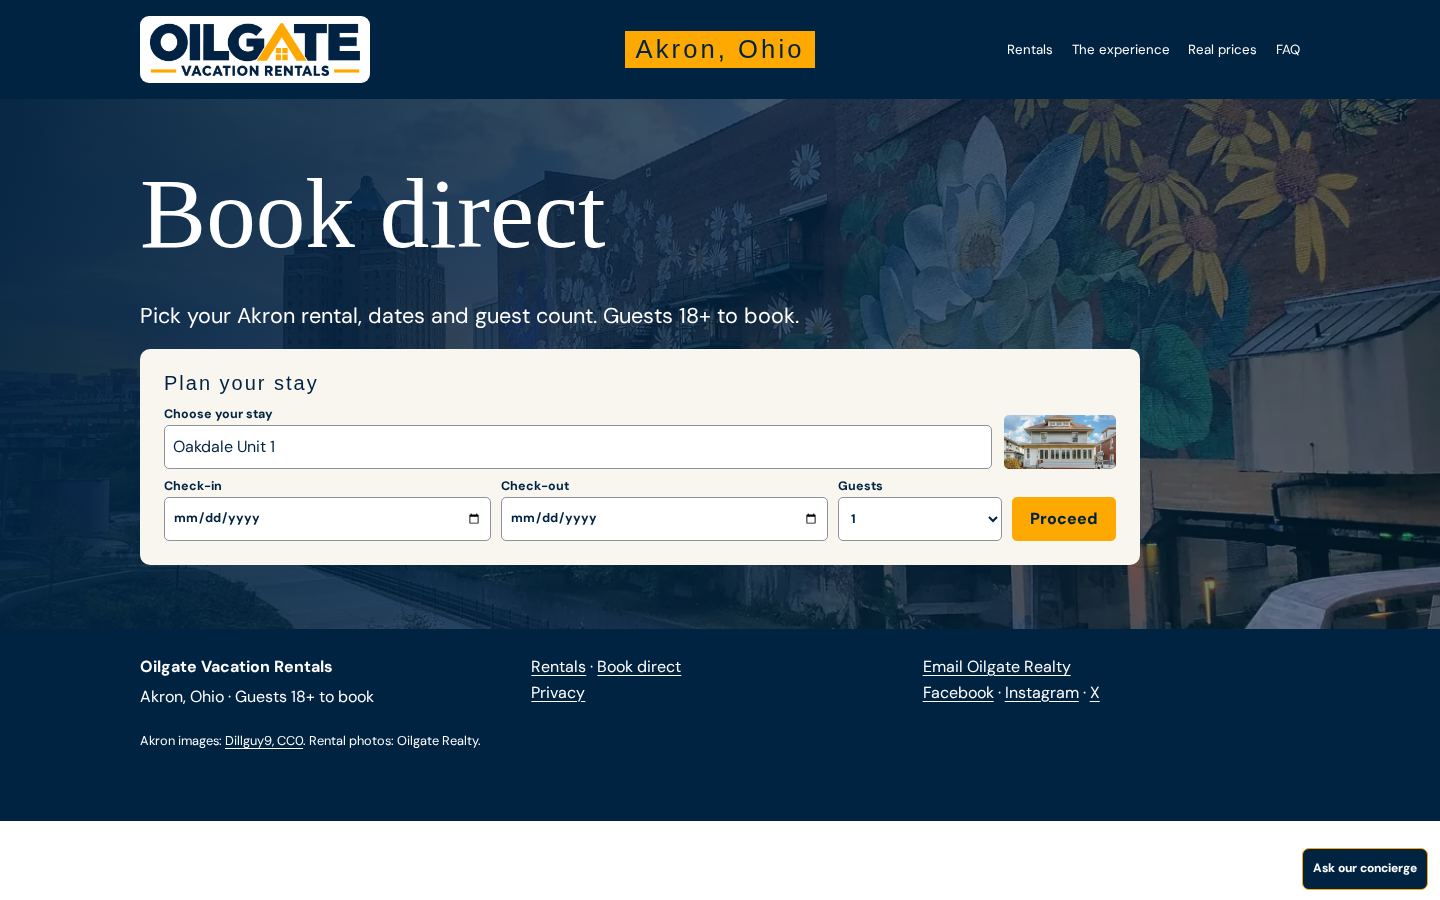 OILGATE
VACATION RENTALS
Akron, Ohio
Rentals The experience Real prices FAQ
Book direct
Pick your Akron rental, dates and guest count. Guests 18+ to book.
Plan your stay
Choose your stay
Oakdale Unit 1
Check-in Check-out Guests
mm/dd/yyyy mm/dd/yyyy 1 Proceed
Oilgate Vacation Rentals
Akron, Ohio · Guests 18+ to book
Rentals · Book direct
Privacy
Email Oilgate Realty
Facebook · Instagram · X
Akron images: Dillguy9, CC0. Rental photos: Oilgate Realty.
Ask our concierge